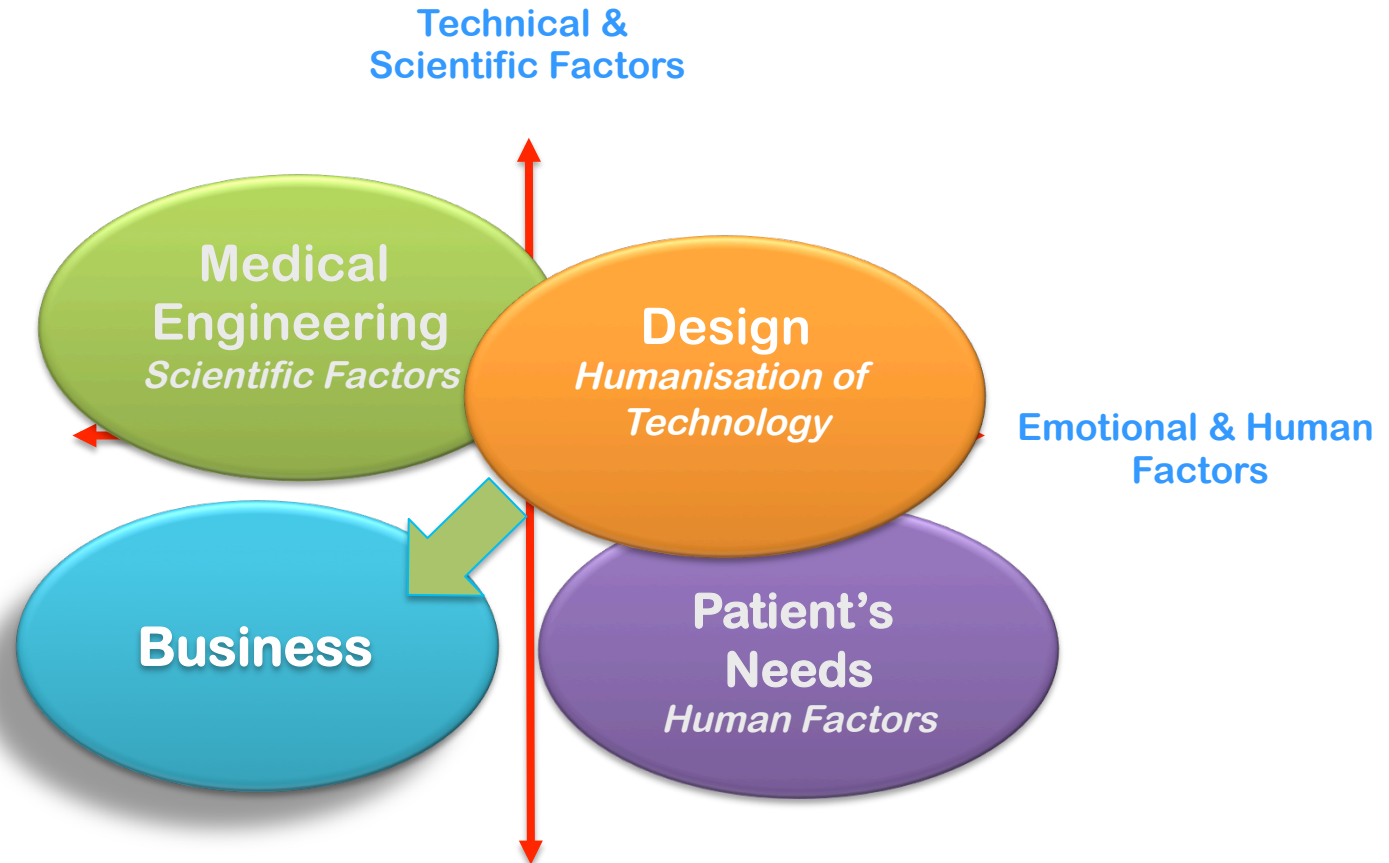 Technical &
Scientific Factors
Medical
Engineering
Scientific Factors
Design
Humanisation of
Technology
Emotional & Human
Factors
Business
Patient’s
Needs
Human Factors